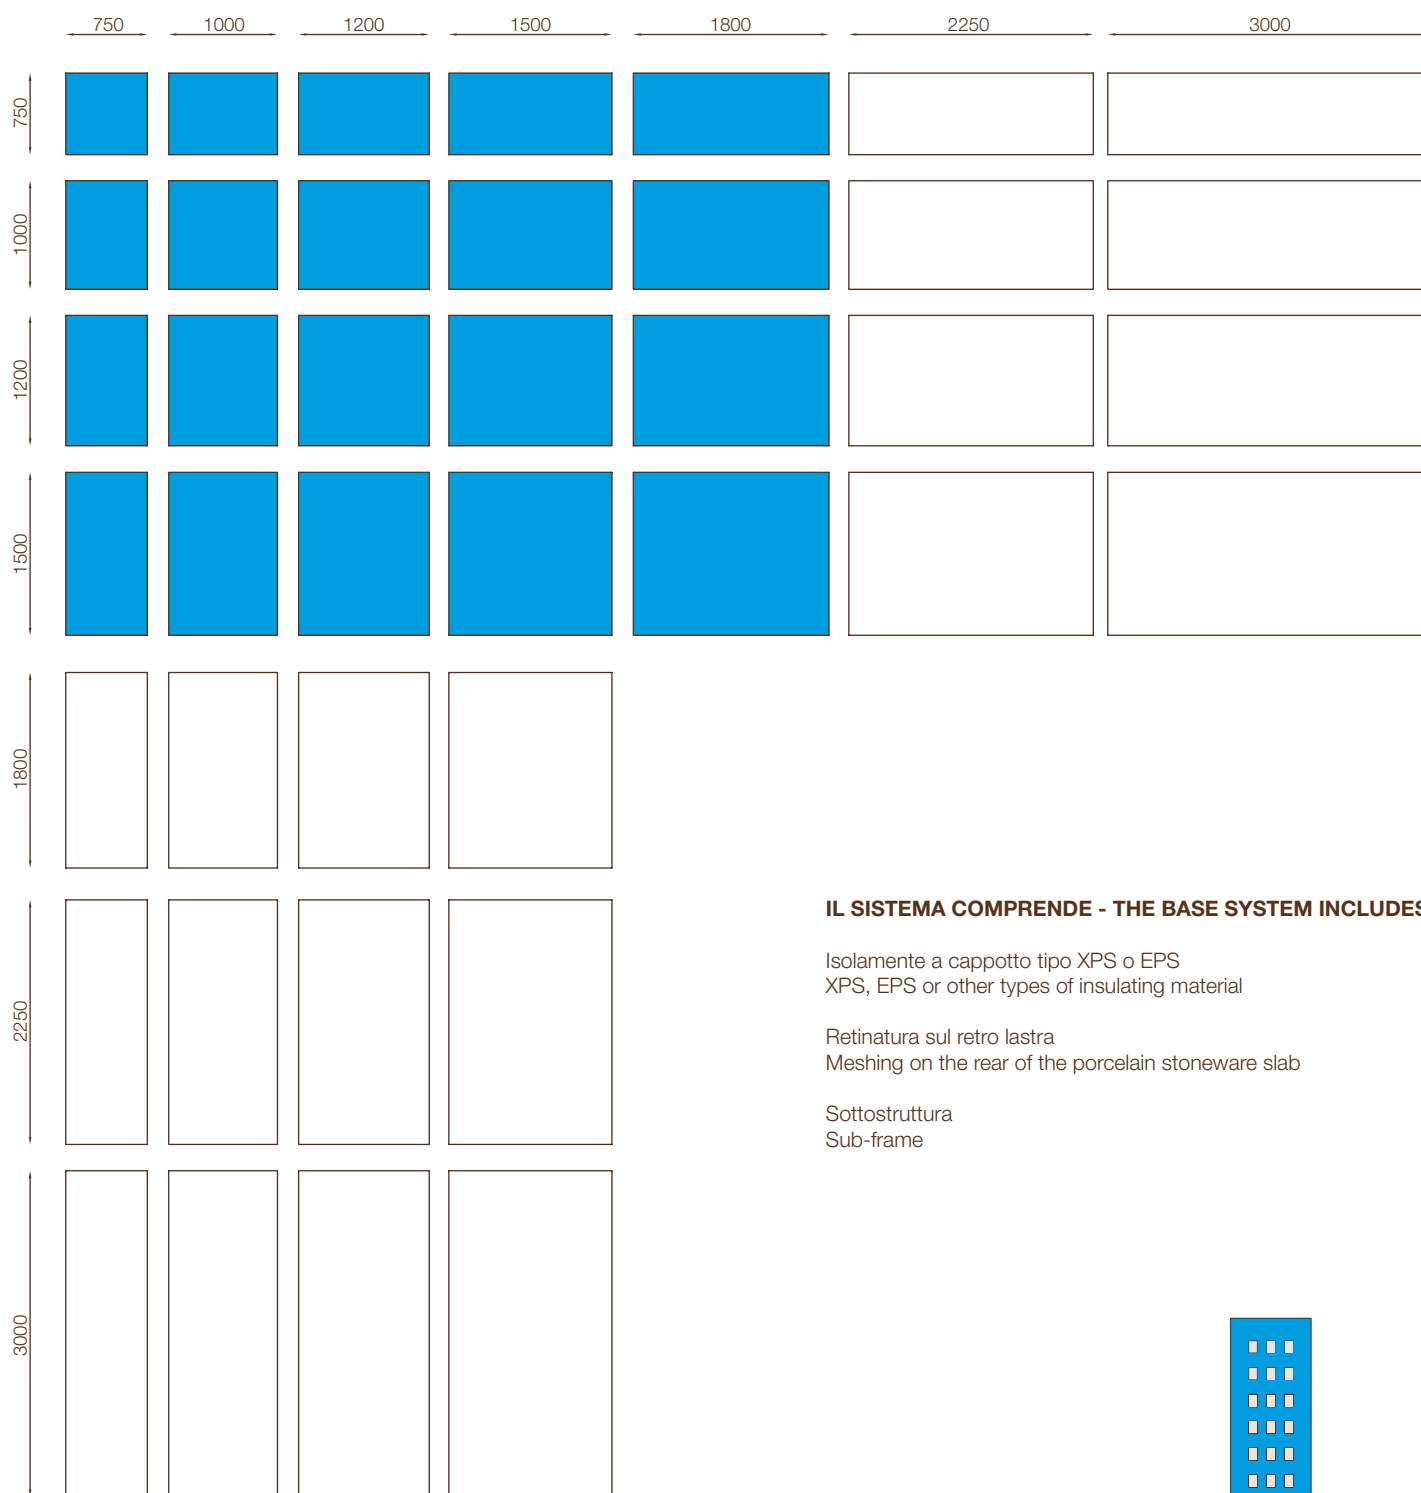 750 1000 1200 1500 1800 2250 3000
750
1000
1200
1500
1800
2250
3000
IL SISTEMA COMPRENDE - THE BASE SYSTEM INCLUDES
Isolamente a cappotto tipo XPS o EPS
XPS, EPS or other types of insulating material
Retinatura sul retro lastra
Meshing on the rear of the porcelain stoneware slab
Sottostruttura
Sub-frame